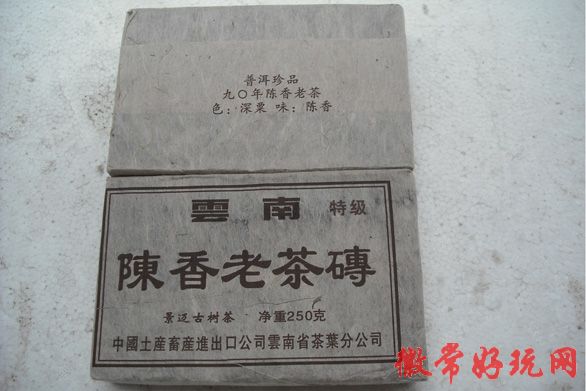 普洱珍品
九〇年陈香老茶
色：深栗 味：陈香
雲南 特级
陳香老茶磚
景迈古树茶 净重250克
中國土産畜産進出口公司雲南省茶葉分公司
徽常好玩网